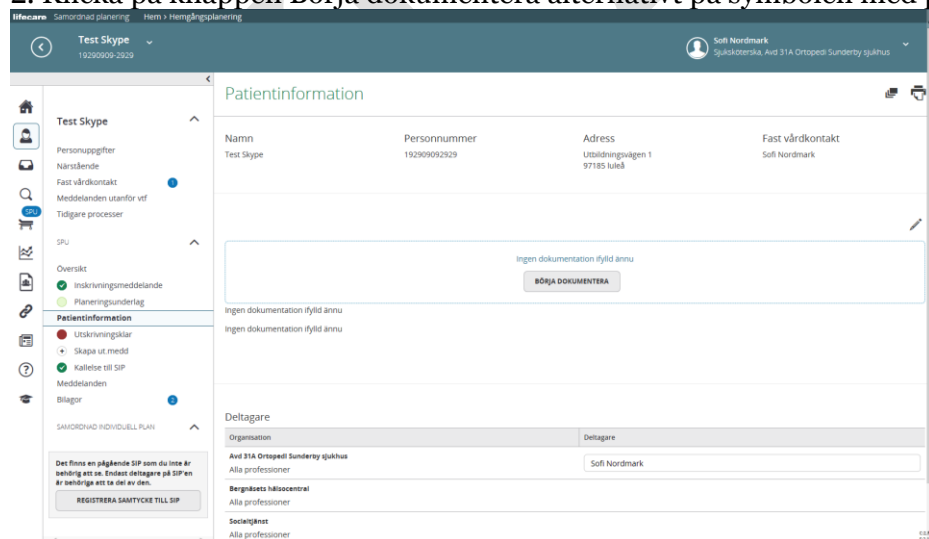 2. Klicka på knappen Börja dokumentera alternativt på symbolen med
lifecare Samordnad planering Hem > Hemgångsplanering
Test Skype
19290909-2929
Sofi Nordmark
Sjuksköterska, Avd 31A Ortopedi Sunderby sjukhus
Patientinformation
Test Skype
Personuppgifter
Närstående
Fast vårdkontakt 1
Meddelanden utanför vtf
Tidigare processer
SPU
SPU
Översikt
Inskrivningsmeddelande
Planeringsunderlag
Patientinformation
Utskrivningsklar
Skapa ut.medd
Kallelse till SIP
Meddelanden
Bilagor 2
SAMORDNAD INDIVIDUELL PLAN
Det finns en pågående SIP som du inte är
behörig att se. Endast deltagare på SIP'en
är behöriga att ta del av den.
REGISTRERA SAMTYCKE TILL SIP
Namn Personnummer Adress Fast vårdkontakt
Test Skype 192909092929 Utbildningsvägen 1 Sofi Nordmark
97185 luleå
Ingen dokumentation ifylld ännu
BÖRJA DOKUMENTERA
Ingen dokumentation ifylld ännu
Ingen dokumentation ifylld ännu
Deltagare
Organisation Deltagare
Avd 31A Ortopedi Sunderby sjukhus
Alla professioner
Sofi Nordmark
Bergnäsets hälsocentral
Alla professioner
Socialtjänst
Alla professioner